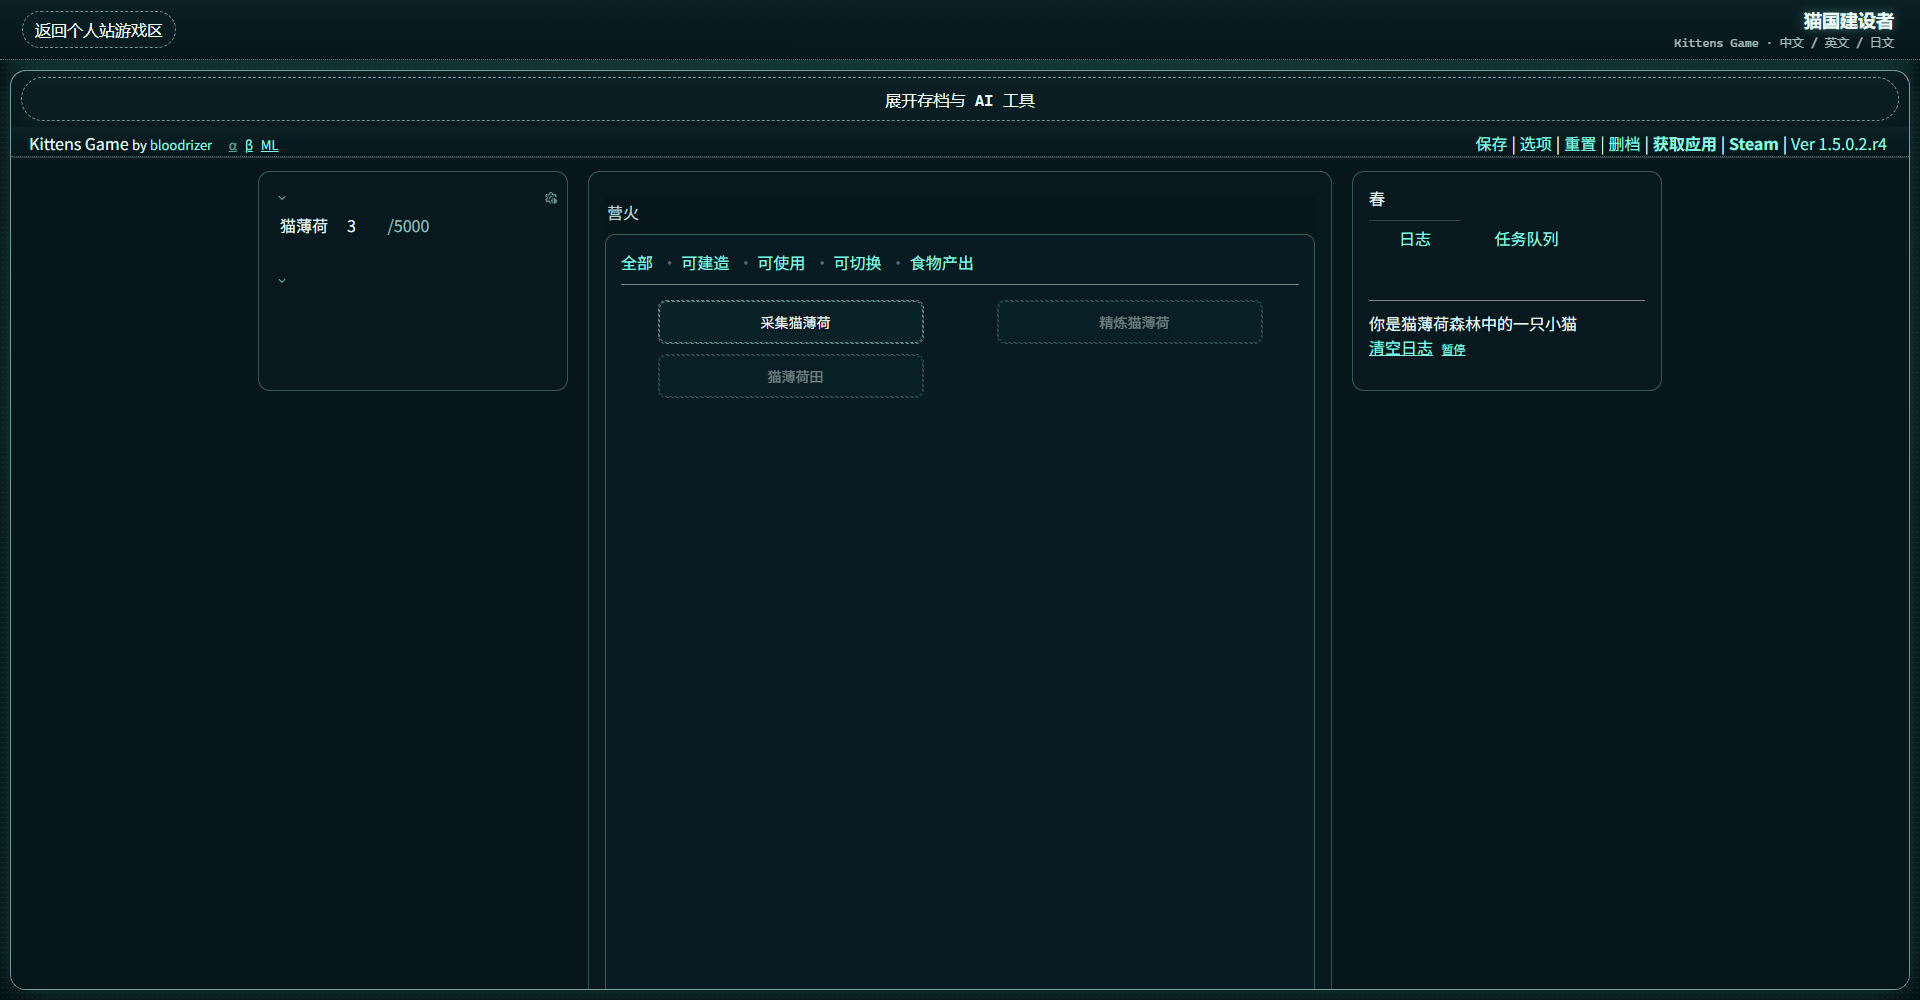 返回个人站游戏区
猫国建设者
Kittens Game · 中文 / 英文 / 日文
展开存档与 AI 工具
Kittens Game by bloodrizer α β ML
保存 | 选项 | 重置 | 删档 | 获取应用 | Steam | Ver 1.5.0.2.r4
猫薄荷 3 /5000
营火
全部 • 可建造 • 可使用 • 可切换 • 食物产出
采集猫薄荷
精炼猫薄荷
猫薄荷田
春
日志 任务队列
你是猫薄荷森林中的一只小猫
清空日志 暂停